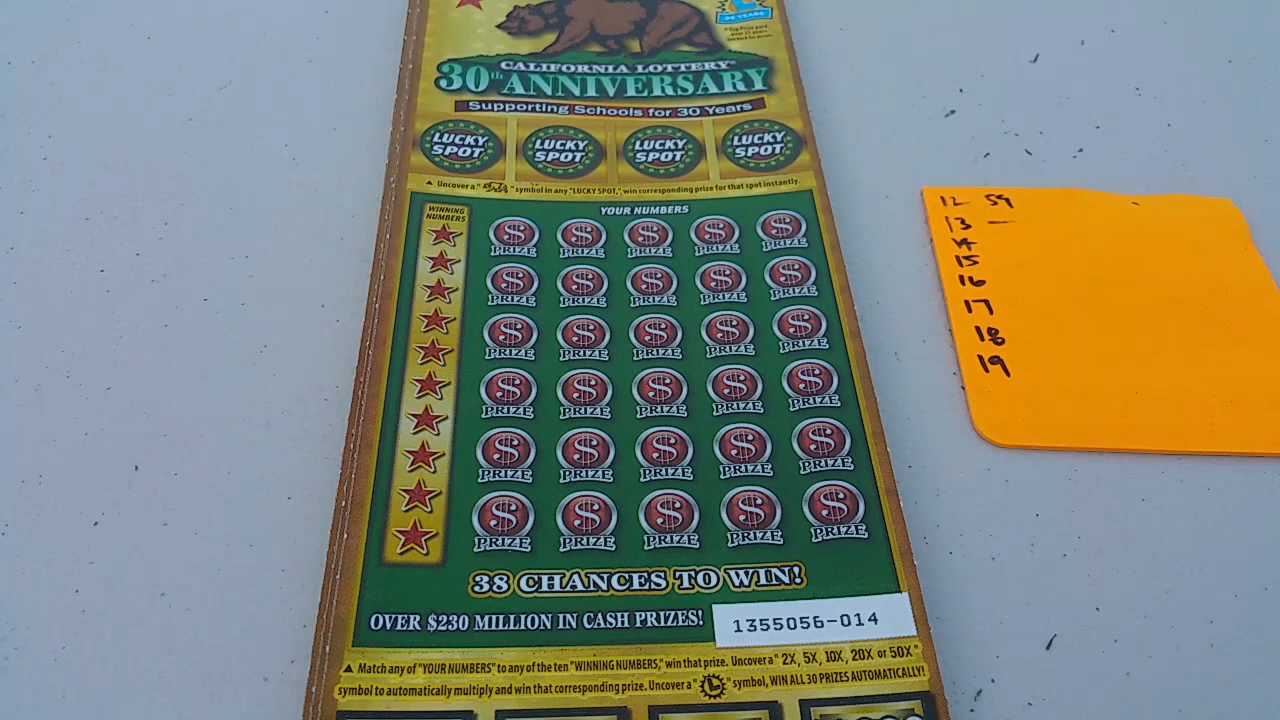 30 YEARS
CALIFORNIA LOTTERY®
30th ANNIVERSARY
Supporting Schools for 30 Years
LUCKY SPOT LUCKY SPOT LUCKY SPOT LUCKY SPOT
▲ Uncover a " " symbol in any "LUCKY SPOT," win corresponding prize for that spot instantly.
WINNING NUMBERS
YOUR NUMBERS
$ $ $ $ $
PRIZE PRIZE PRIZE PRIZE PRIZE
$ $ $ $ $
PRIZE PRIZE PRIZE PRIZE PRIZE
$ $ $ $ $
PRIZE PRIZE PRIZE PRIZE PRIZE
$ $ $ $ $
PRIZE PRIZE PRIZE PRIZE PRIZE
$ $ $ $ $
PRIZE PRIZE PRIZE PRIZE PRIZE
$ $ $ $ $
PRIZE PRIZE PRIZE PRIZE PRIZE
38 CHANCES TO WIN!
OVER $230 MILLION IN CASH PRIZES!
1355056-014
▲ Match any of "YOUR NUMBERS" to any of the ten "WINNING NUMBERS," win that prize. Uncover a " 2X, 5X, 10X, 20X or 50X "
symbol to automatically multiply and win that corresponding prize. Uncover a " " symbol, WIN ALL 30 PRIZES AUTOMATICALLY!
12 59
13 —
14
15
16
17
18
19